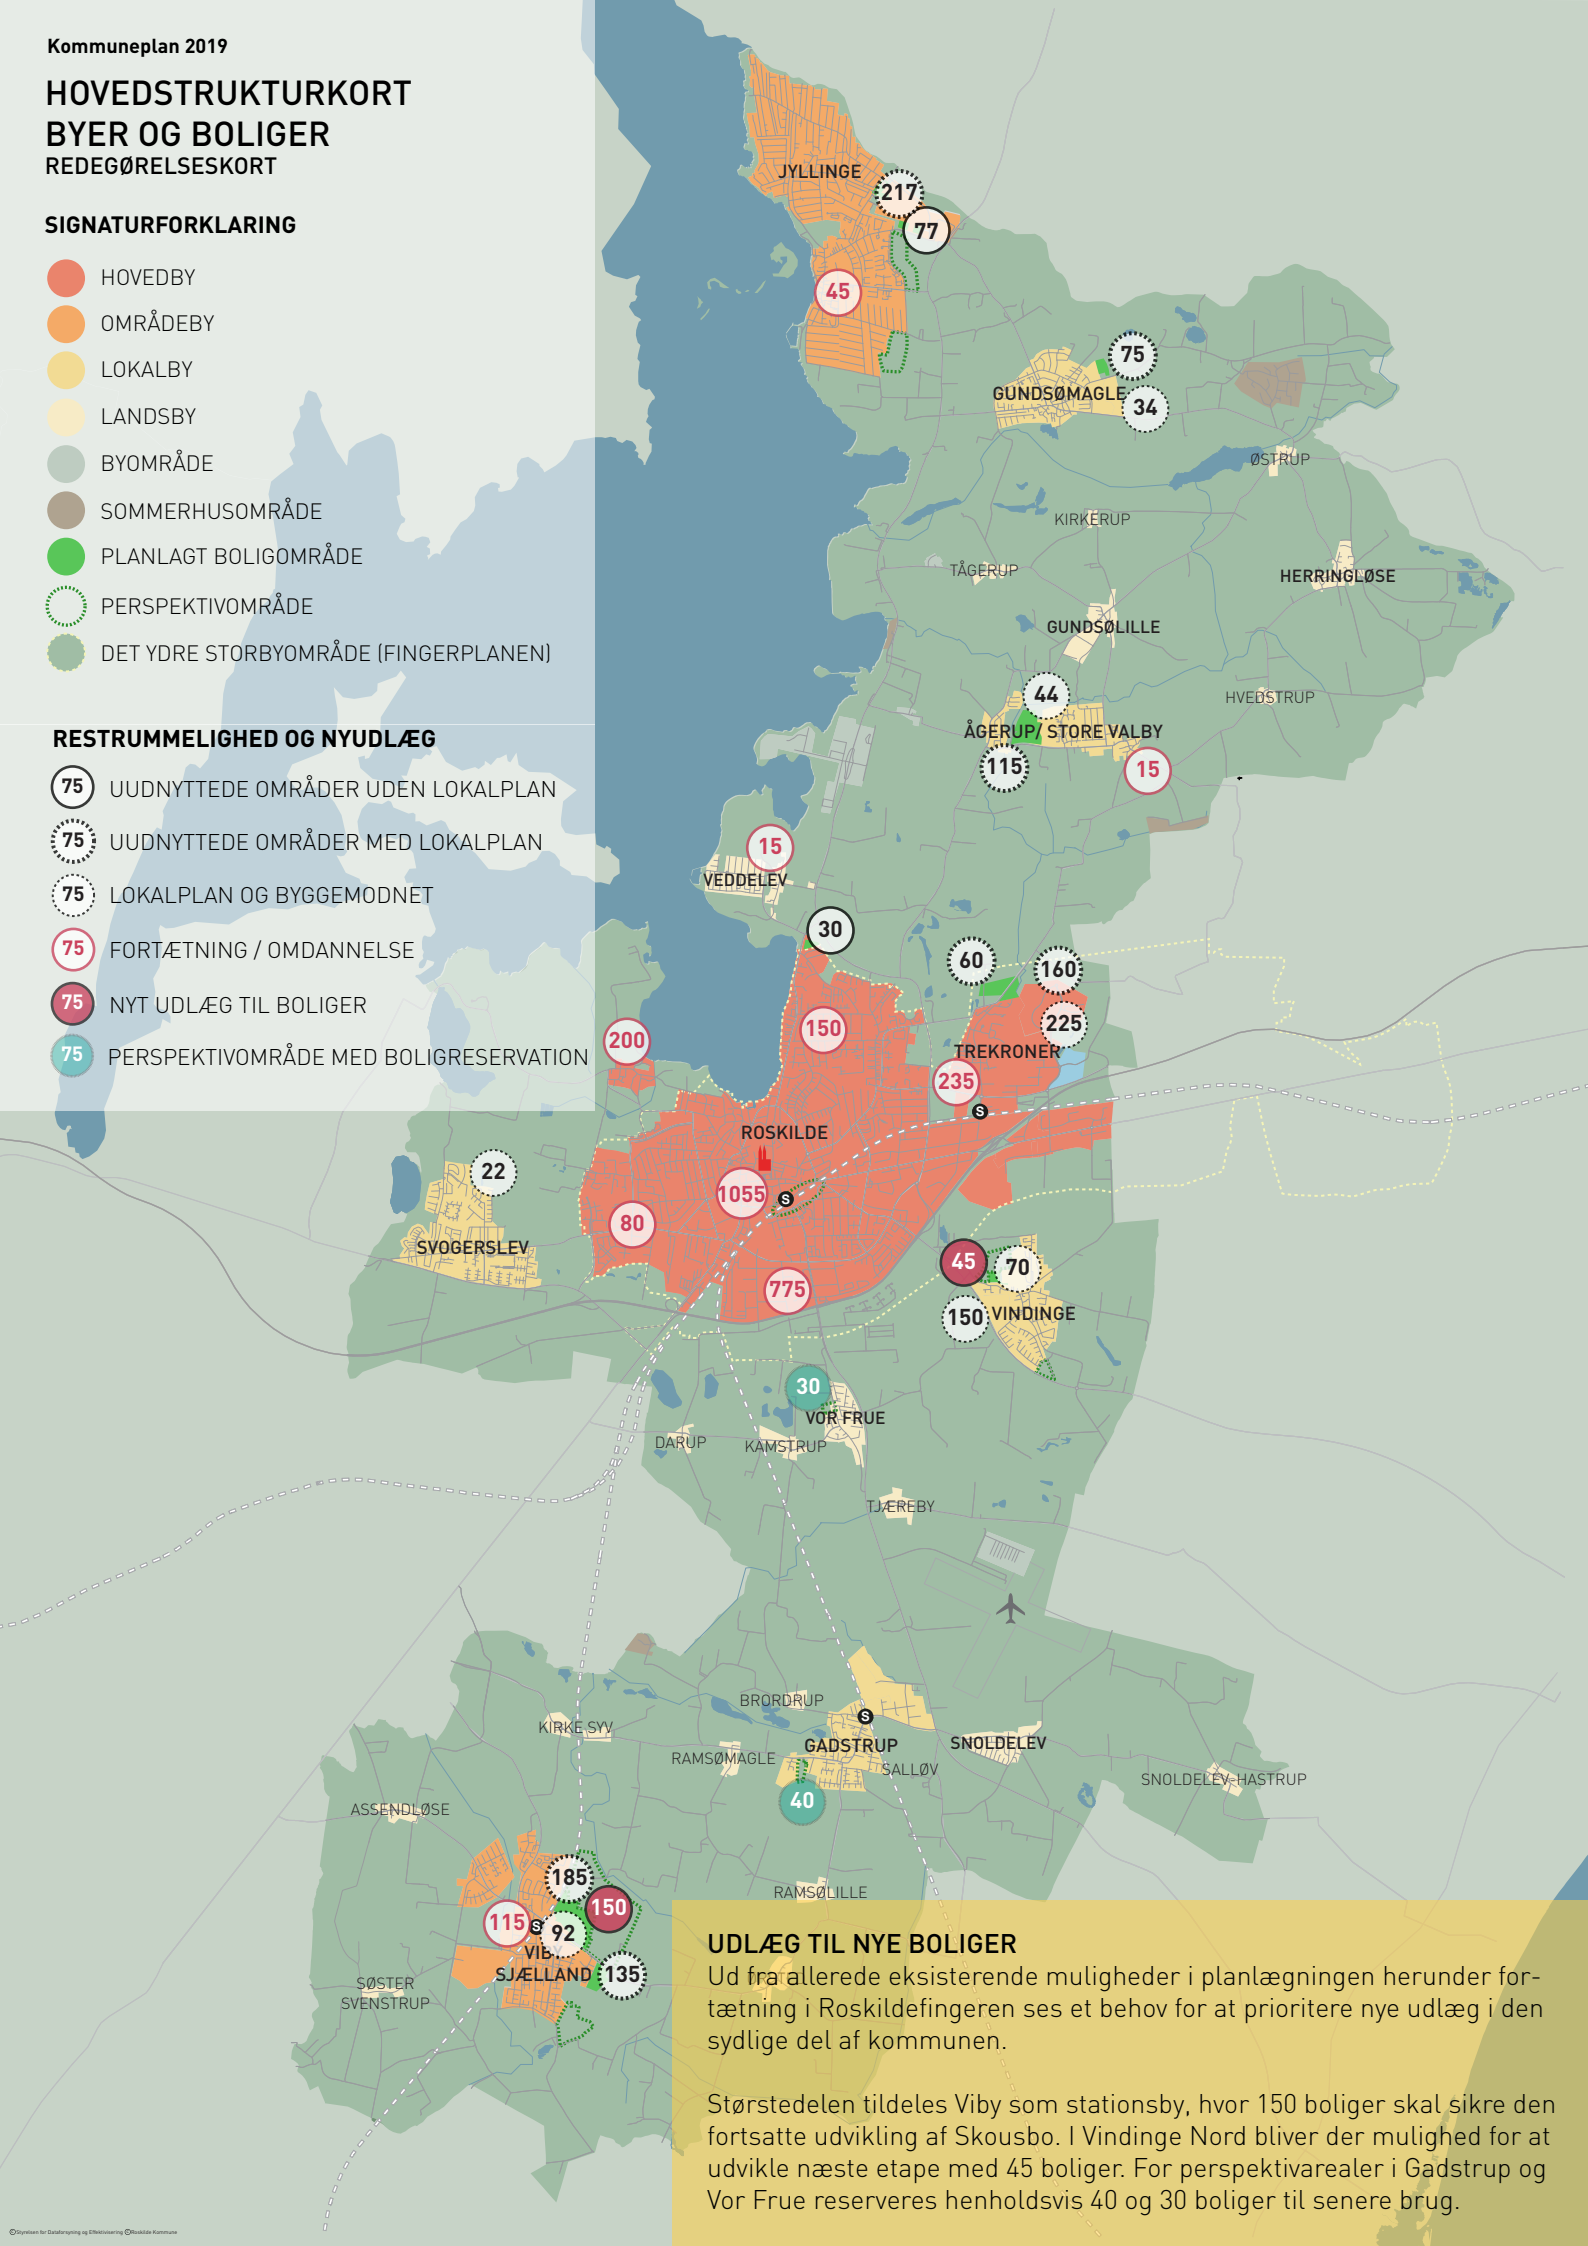 Kommuneplan 2019
HOVEDSTRUKTURKORT
BYER OG BOLIGER
REDEGØRELSESKORT
SIGNATURFORKLARING
HOVEDBY
OMRÅDEBY
LOKALBY
LANDSBY
BYOMRÅDE
SOMMERHUSOMRÅDE
PLANLAGT BOLIGOMRÅDE
PERSPEKTIVOMRÅDE
DET YDRE STORBYOMRÅDE (FINGERPLANEN)
RESTRUMMELIGHED OG NYUDLÆG
75 UUDNYTTEDE OMRÅDER UDEN LOKALPLAN
75 UUDNYTTEDE OMRÅDER MED LOKALPLAN
75 LOKALPLAN OG BYGGEMODNET
75 FORTÆTNING / OMDANNELSE
75 NYT UDLÆG TIL BOLIGER
75 PERSPEKTIVOMRÅDE MED BOLIGRESERVATION
JYLLINGE
217
77
45
75
GUNDSØMAGLE
34
ØSTRUP
KIRKERUP
TÅGERUP
HERRINGLØSE
GUNDSØLILLE
44
HVEDSTRUP
ÅGERUP/ STORE VALBY
115
15
15
VEDDELEV
30
60
160
150
225
200
TREKRONER
235
S
ROSKILDE
22
1055
S
80
SVOGERSLEV
45
70
775
150
VINDINGE
30
VOR FRUE
DARUP
KAMSTRUP
TJÆREBY
BRORDRUP
S
KIRKE SYV
GADSTRUP
SNOLDELEV
RAMSØMAGLE
SALLØV
SNOLDELEV-HASTRUP
40
ASSENDLØSE
185
RAMSØLILLE
150
115
S
92
VIBY
SJÆLLAND
135
SØSTER
SVENSTRUP
UDLÆG TIL NYE BOLIGER
Ud fra allerede eksisterende muligheder i planlægningen herunder for-
tætning i Roskildefingeren ses et behov for at prioritere nye udlæg i den
sydlige del af kommunen.
Størstedelen tildeles Viby som stationsby, hvor 150 boliger skal sikre den
fortsatte udvikling af Skousbo. I Vindinge Nord bliver der mulighed for at
udvikle næste etape med 45 boliger. For perspektivarealer i Gadstrup og
Vor Frue reserveres henholdsvis 40 og 30 boliger til senere brug.
©Styrelsen for Dataforsyning og Effektivisering ©Roskilde Kommune